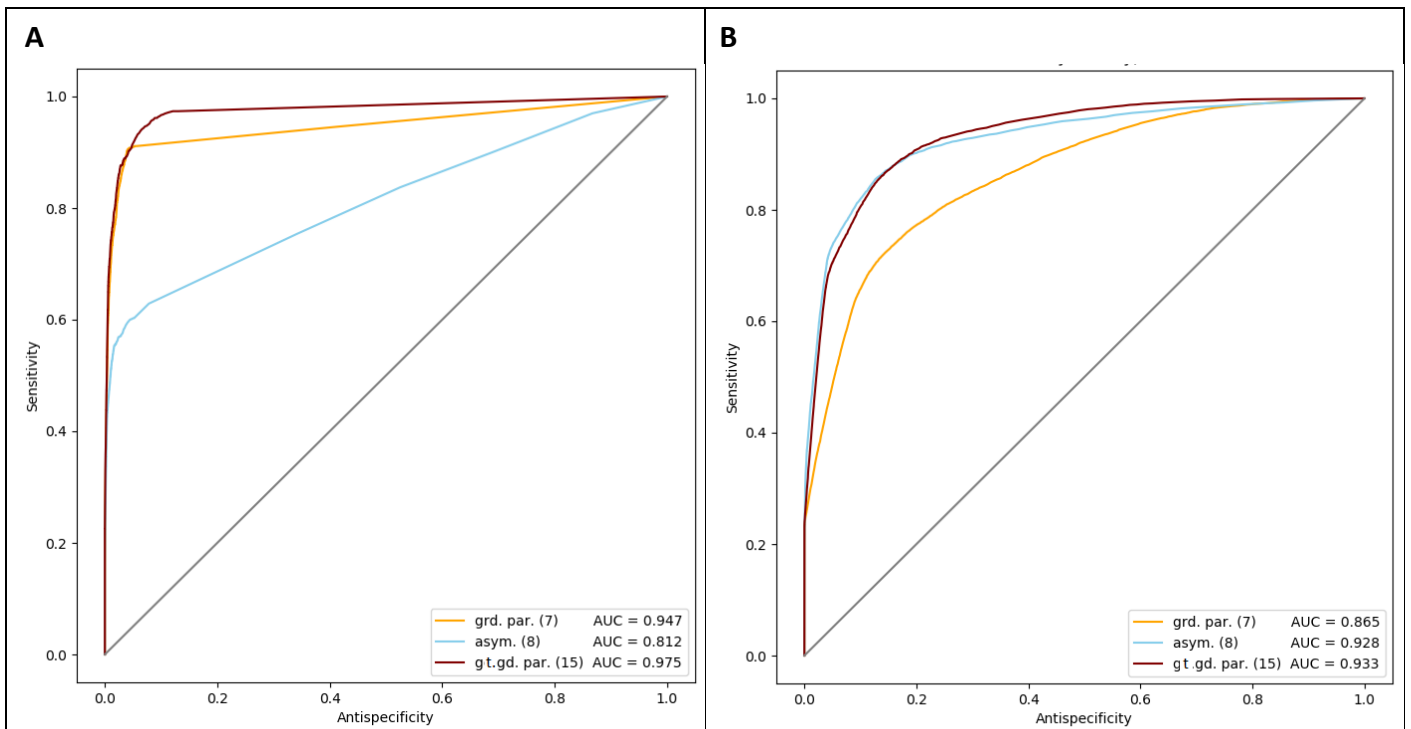 A
1.0
0.8
0.6
0.4
0.2
0.0
Sensitivity
0.0 0.2 0.4 0.6 0.8 1.0
Antispecificity
grd. par. (7) AUC = 0.947
asym. (8) AUC = 0.812
gt.gd. par. (15) AUC = 0.975
B
1.0
0.8
0.6
0.4
0.2
0.0
Sensitivity
0.0 0.2 0.4 0.6 0.8 1.0
Antispecificity
grd. par. (7) AUC = 0.865
asym. (8) AUC = 0.928
gt.gd. par. (15) AUC = 0.933